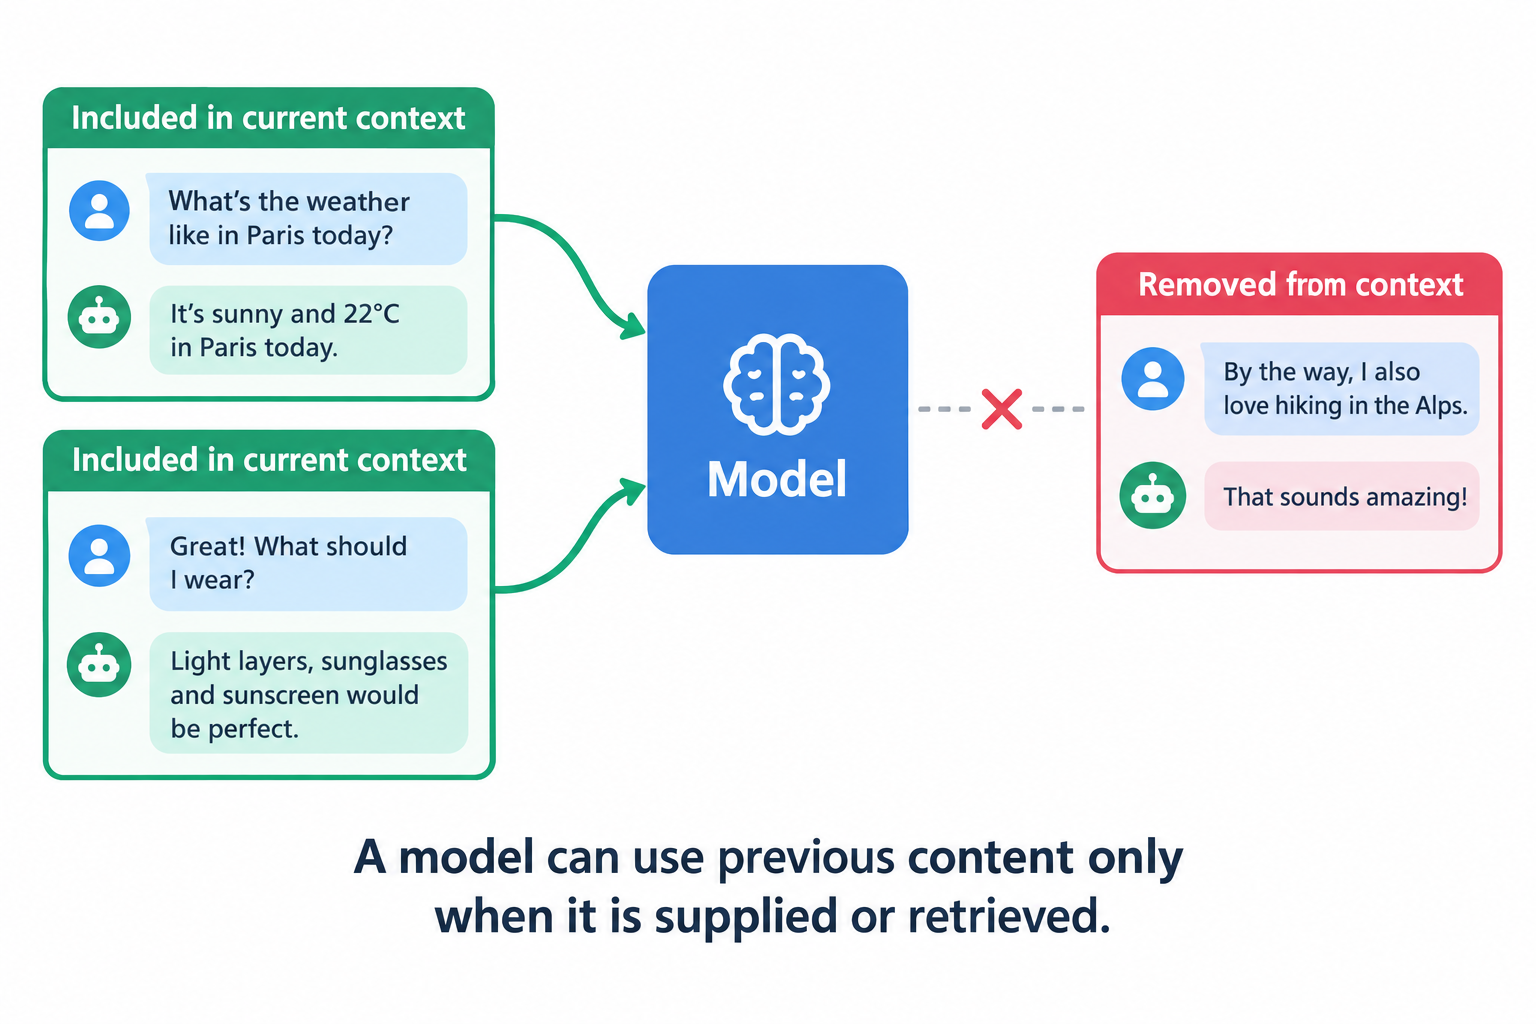 Included in current context
What's the weather
like in Paris today?
It's sunny and 22°C
in Paris today.
Included in current context
Great! What should
I wear?
Light layers, sunglasses
and sunscreen would
be perfect.
Model
Removed from context
By the way, I also
love hiking in the Alps.
That sounds amazing!
A model can use previous content only
when it is supplied or retrieved.